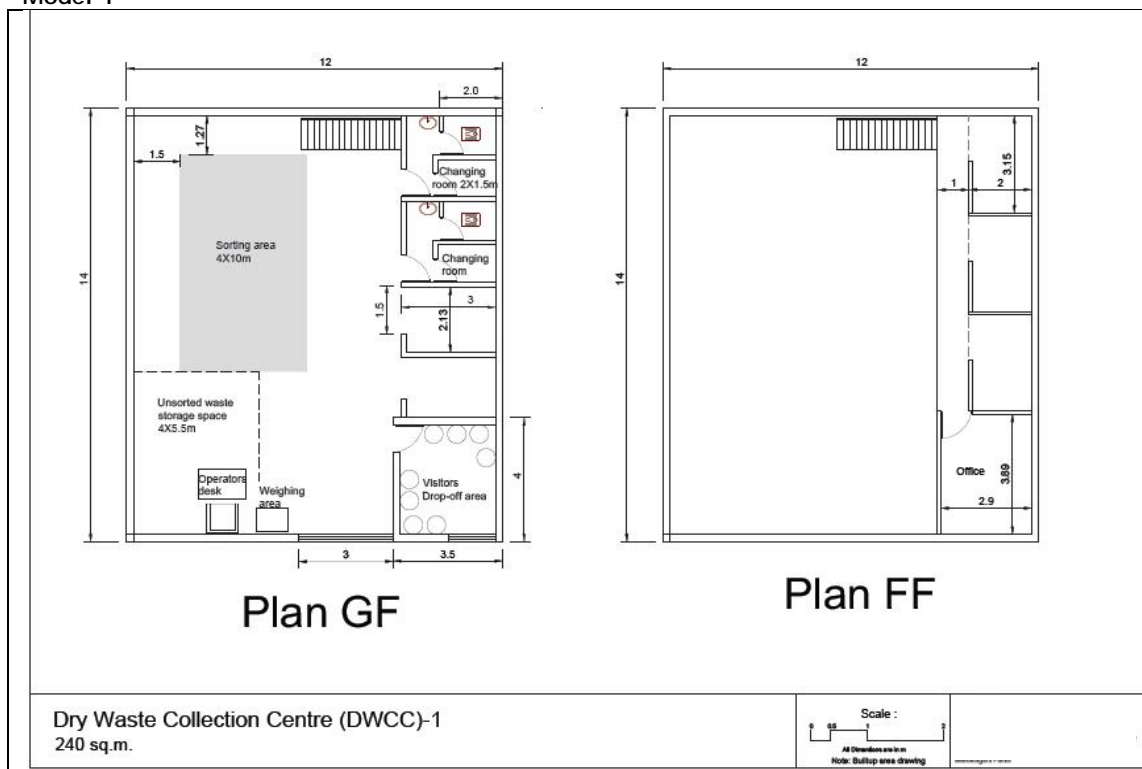 Model-1
12
2.0
1.27
1.5
Changing
room 2X1.5m
Sorting area
4X10m
14
Changing
room
3
1.5
2.13
Unsorted waste
storage space
4X5.5m
Operators
desk
Weighing
area
Visitors
Drop-off area
4
3
3.5
Plan GF
12
3.15
1
2
14
Office
3.89
2.9
Plan FF
Dry Waste Collection Centre (DWCC)-1
240 sq.m.
Scale :
0 0.5 1 2
All Dimensions are in m
Note: Builtup area drawing